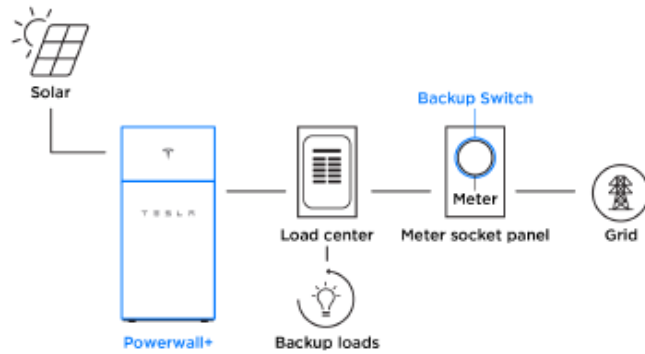 Solar
Backup Switch
TESLA
Meter
Load center
Meter socket panel
Grid
Powerwall+
Backup loads